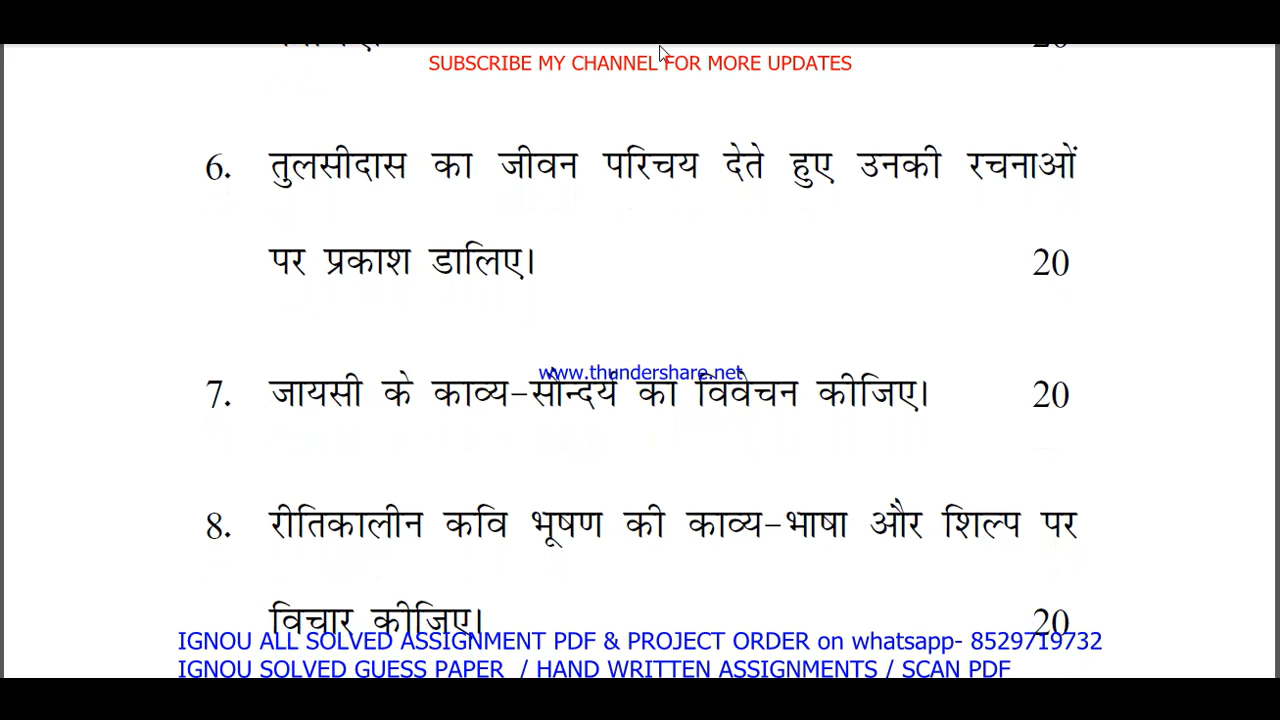 20
SUBSCRIBE MY CHANNEL FOR MORE UPDATES
6. तुलसीदास का जीवन परिचय देते हुए उनकी रचनाओं
पर प्रकाश डालिए। 20
www.thundershare.net
7. जायसी के काव्य-सौन्दर्य का विवेचन कीजिए। 20
8. रीतिकालीन कवि भूषण की काव्य-भाषा और शिल्प पर
विचार कीजिए। 20
IGNOU ALL SOLVED ASSIGNMENT PDF & PROJECT ORDER on whatsapp- 8529719732
IGNOU SOLVED GUESS PAPER / HAND WRITTEN ASSIGNMENTS / SCAN PDF